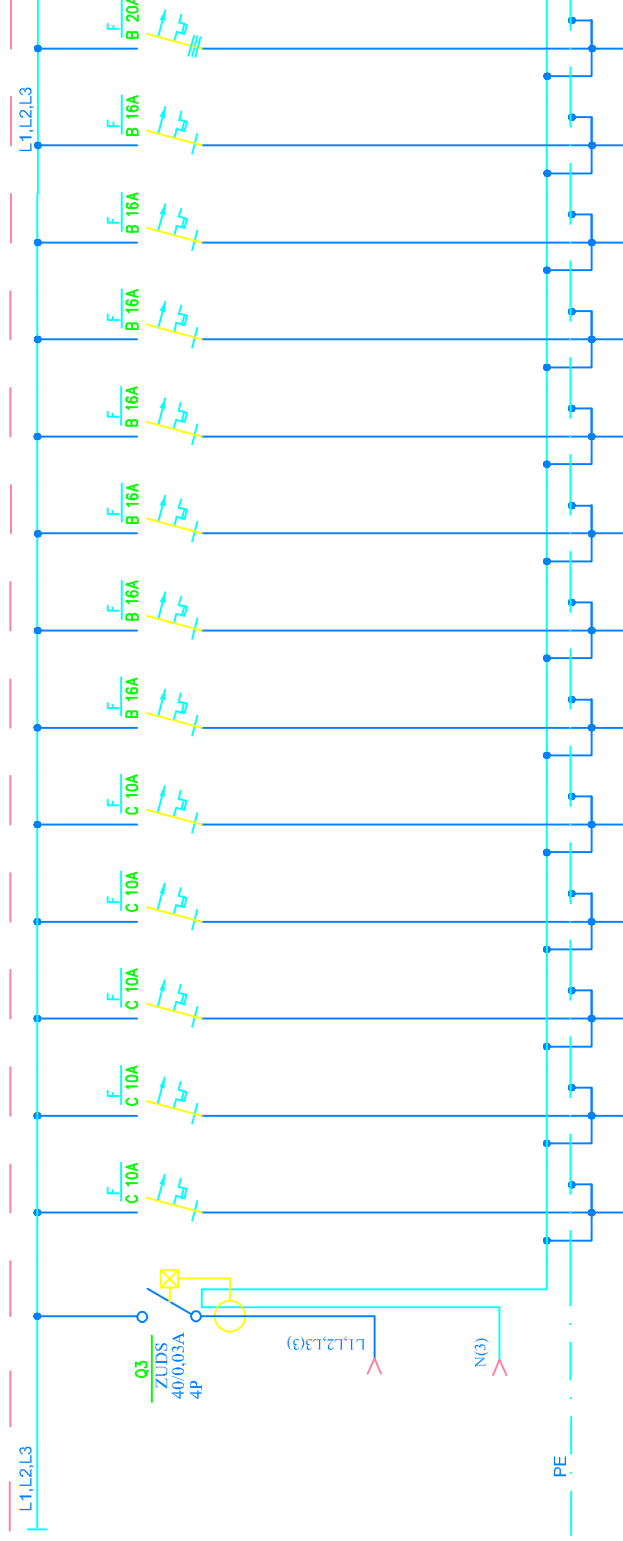 F
B 20A
L1,L2,L3
F
B 16A
F
B 16A
F
B 16A
F
B 16A
F
B 16A
F
B 16A
F
B 16A
F
C 10A
F
C 10A
F
C 10A
F
C 10A
F
C 10A
Q3
ZUDS
40/0,03A
4P
L1,L2,L3(3)
N(3)
L1,L2,L3
PE